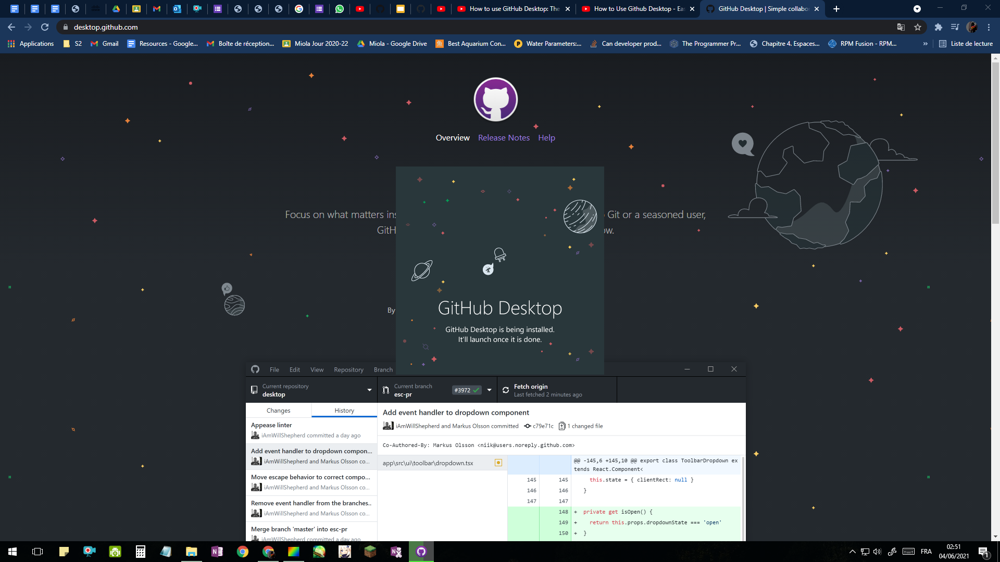 How to use GitHub Desktop: The
How to Use Github Desktop - Eas
GitHub Desktop | Simple collabor
desktop.github.com
Applications
S2
Gmail
Resources - Google...
Boîte de réception...
Miola Jour 2020-22
Miola - Google Drive
Best Aquarium Con...
Water Parameters:...
Can developer prod...
The Programmer Pr...
Chapitre 4. Espaces...
RPM Fusion - RPM...
»
Liste de lecture
Overview Release Notes Help
Focus on what matters ins
Git or a seasoned user,
GitH
ow.
By
GitHub Desktop
GitHub Desktop is being installed.
It'll launch once it is done.
File Edit View Repository Branch
Current repository
desktop
Current branch
esc-pr
#3972
Fetch origin
Last fetched 2 minutes ago
Changes
History
Appease linter
iAmWillShepherd committed a day ago
Add event handler to dropdown compon...
iAmWillShepherd and Markus Olsson co...
Move escape behavior to correct compo...
iAmWillShepherd and Markus Olsson co...
Remove event handler from the branches..
iAmWillShepherd and Markus Olsson co...
Merge branch 'master' into esc-pr
iAmWillShepherd committed a day ago
Add event handler to dropdown component
iAmWillShepherd and Markus Olsson committed
c79e71c
1 changed file
Co-Authored-By: Markus Olsson <niik@users.noreply.github.com>
app\src\ui\toolbar\dropdown.tsx
@@ -145,6 +145,10 @@ export class ToolbarDropdown ex
tends React.Component<
145 145 this.state = { clientRect: null }
146 146 }
147 147
148 + private get isOpen() {
149 + return this.props.dropdownState === 'open'
150 + }
FRA
02:51
04/06/2021
1